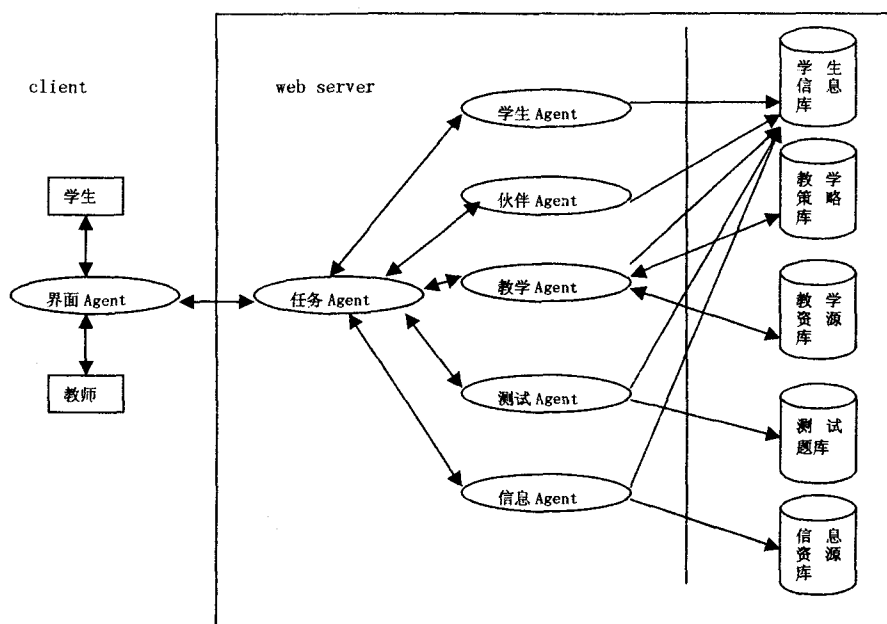 client
web server
学生
界面 Agent
教师
任务 Agent
学生 Agent
伙伴 Agent
教学 Agent
测试 Agent
信息 Agent
学 生
信 息
库
教 学
策 略
库
教 学
资 源
库
测 试
题库
信 息
资 源
库